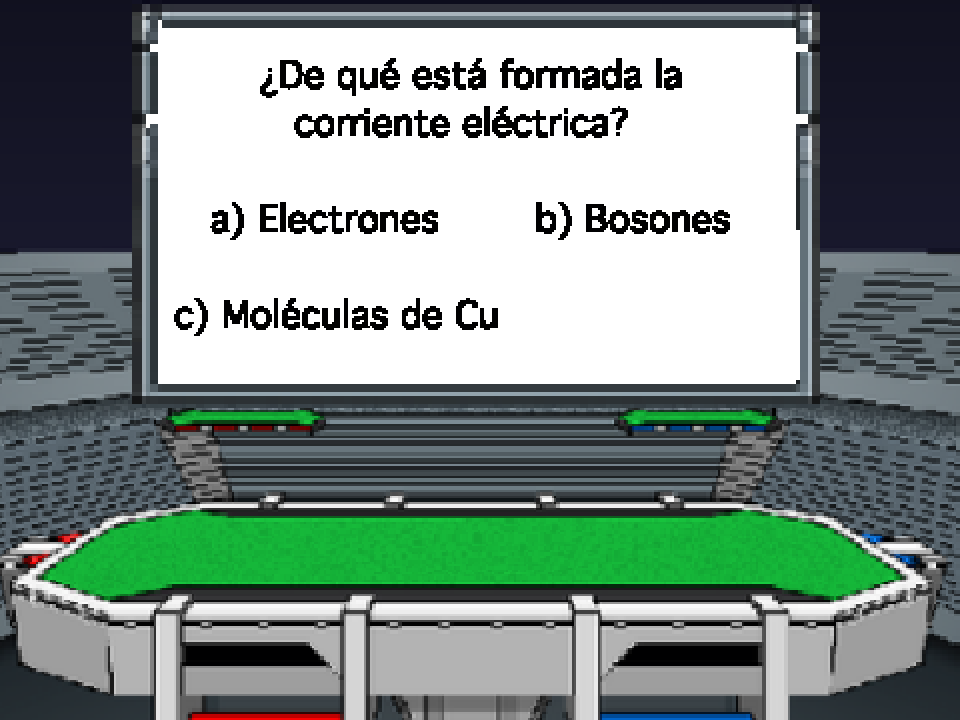 ¿De qué está formada la
corriente eléctrica?
a) Electrones b) Bosones
c) Moléculas de Cu